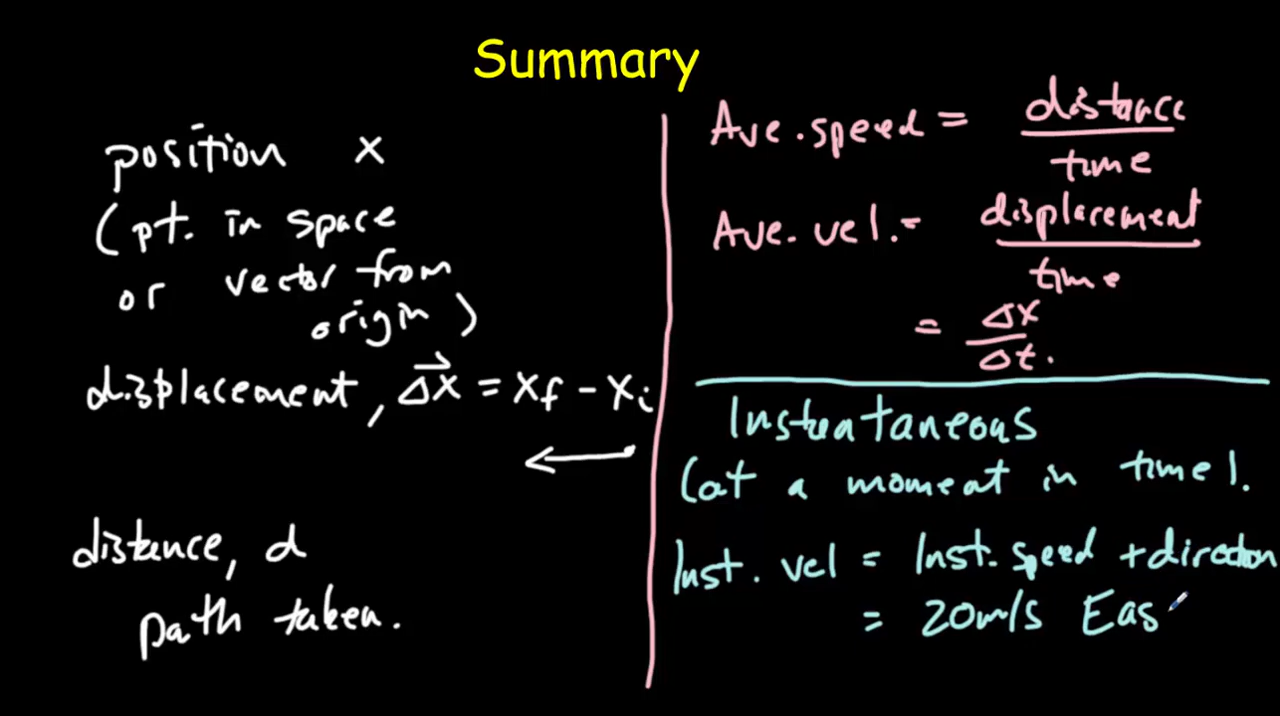 Summary
position x
(pt. in space
or vector from
origin)
displacement, Δx⃗ = xf - xi
distance, d
path taken.
Ave. speed = distance / time
Ave. vel. = displacement / time
= Δx / Δt.
Instantaneous
(at a moment in time).
Inst. vel = Inst. speed + direction
= 20m/s Eas